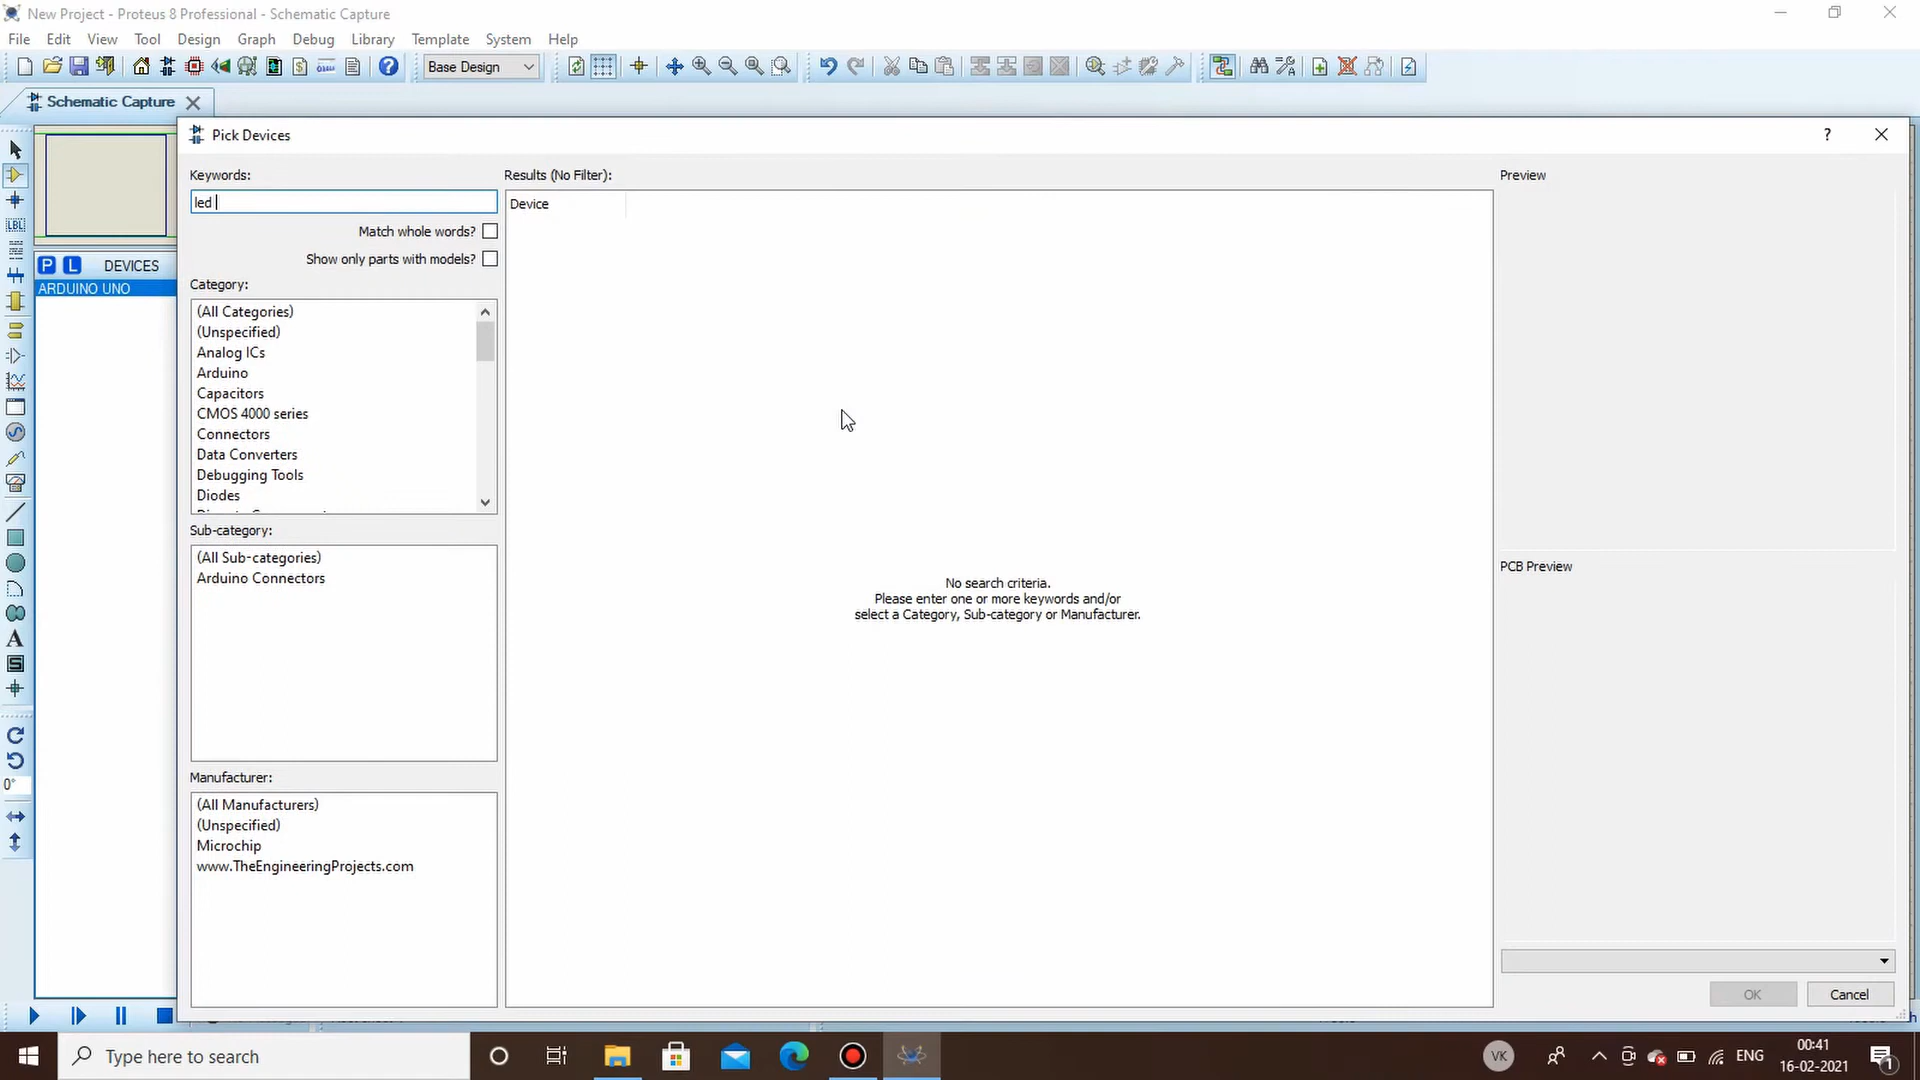 New Project - Proteus 8 Professional - Schematic Capture
File Edit View Tool Design Graph Debug Library Template System Help
Base Design
Schematic Capture
Pick Devices
Keywords:
Results (No Filter):
Preview
led
Device
Match whole words?
Show only parts with models?
P L DEVICES
ARDUINO UNO
LBL
Category:
(All Categories)
(Unspecified)
Analog ICs
Arduino
Capacitors
CMOS 4000 series
Connectors
Data Converters
Debugging Tools
Diodes
Sub-category:
(All Sub-categories)
Arduino Connectors
PCB Preview
No search criteria.
Please enter one or more keywords and/or
select a Category, Sub-category or Manufacturer.
A
S
0°
Manufacturer:
(All Manufacturers)
(Unspecified)
Microchip
www.TheEngineeringProjects.com
OK Cancel
Type here to search
VK
ENG
00:41
16-02-2021
1